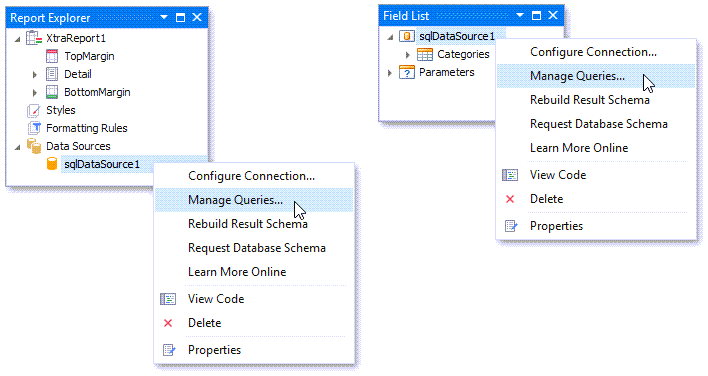 Report Explorer
XtraReport1
TopMargin
Detail
BottomMargin
Styles
Formatting Rules
Data Sources
sqlDataSource1
Configure Connection...
Manage Queries...
Rebuild Result Schema
Request Database Schema
Learn More Online
View Code
Delete
Properties
Field List
sqlDataSource1
Categories
Parameters
Configure Connection...
Manage Queries...
Rebuild Result Schema
Request Database Schema
Learn More Online
View Code
Delete
Properties